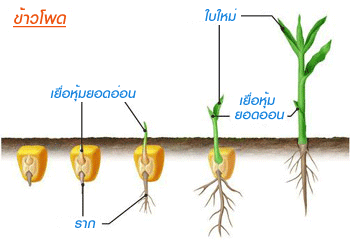 ข้าวโพด
ใบใหม่
เยื่อหุ้มยอดอ่อน
เยื่อหุ้ม
ยอดออน
ราก